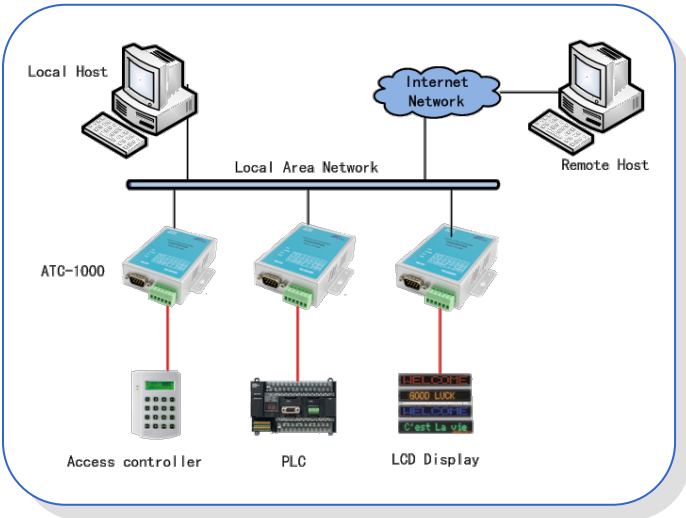 Local Host
Internet
Network
Local Area Network
Remote Host
ATC-1000
WELCOME
GOOD LUCK
WELCOME
C'est La vie
Access controller
PLC
LCD Display